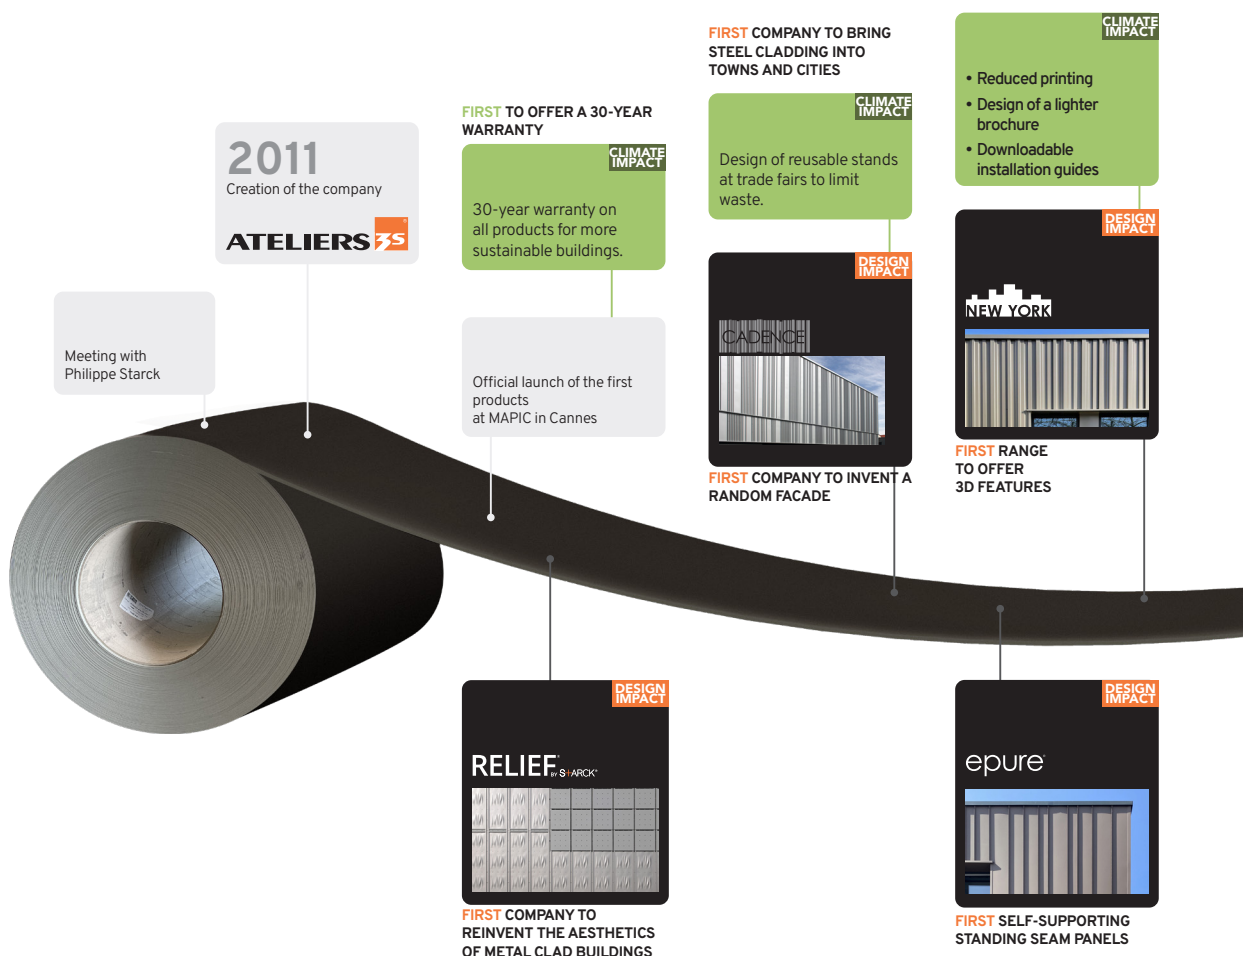 Meeting with
Philippe Starck
2011
Creation of the company
ATELIERS 3S
FIRST TO OFFER A 30-YEAR
WARRANTY
CLIMATE
IMPACT
30-year warranty on
all products for more
sustainable buildings.
Official launch of the first
products
at MAPIC in Cannes
DESIGN
IMPACT
RELIEF
BY S+ARCK®
FIRST COMPANY TO
REINVENT THE AESTHETICS
OF METAL CLAD BUILDINGS
FIRST COMPANY TO BRING
STEEL CLADDING INTO
TOWNS AND CITIES
CLIMATE
IMPACT
Design of reusable stands
at trade fairs to limit
waste.
DESIGN
IMPACT
CADENCE
FIRST COMPANY TO INVENT A
RANDOM FACADE
CLIMATE
IMPACT
• Reduced printing
• Design of a lighter
brochure
• Downloadable
installation guides
DESIGN
IMPACT
NEW YORK
FIRST RANGE
TO OFFER
3D FEATURES
DESIGN
IMPACT
epure
FIRST SELF-SUPPORTING
STANDING SEAM PANELS